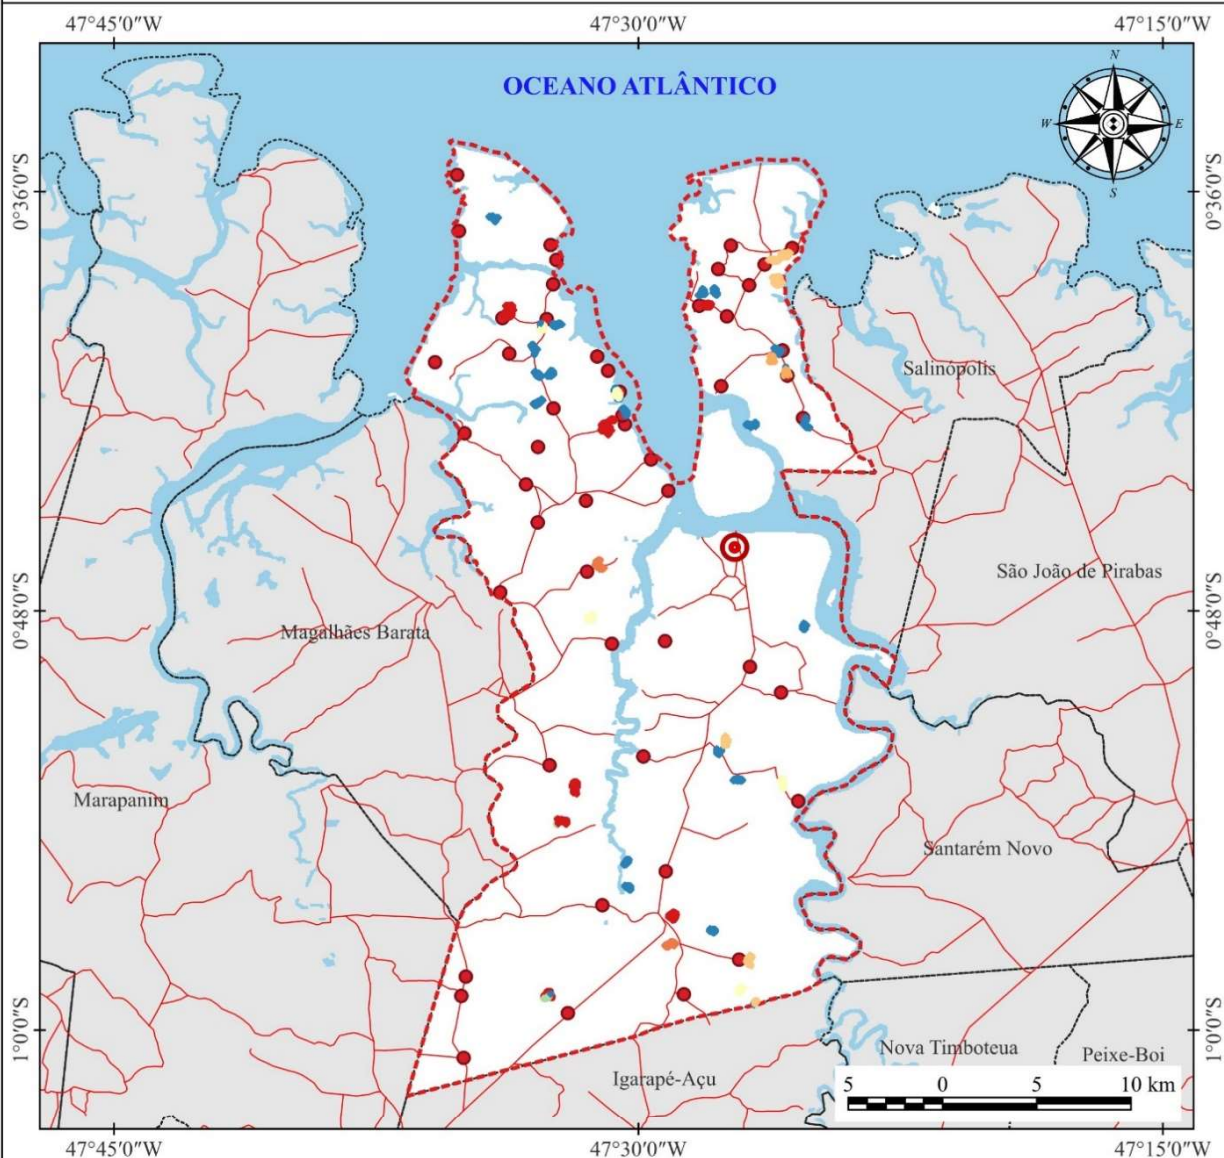 47°45'0"W 47°30'0"W 47°15'0"W
OCEANO ATLÂNTICO
N
W E
S
0°36'0"S 0°36'0"S
Salinópolis
São João de Pirabas
0°48'0"S 0°48'0"S
Magalhães Barata
Marapanim
Santarém Novo
1°0'0"S 1°0'0"S
Nova Timboteua
Peixe-Boi
Igarapé-Açu
5 0 5 10 km
47°45'0"W 47°30'0"W 47°15'0"W